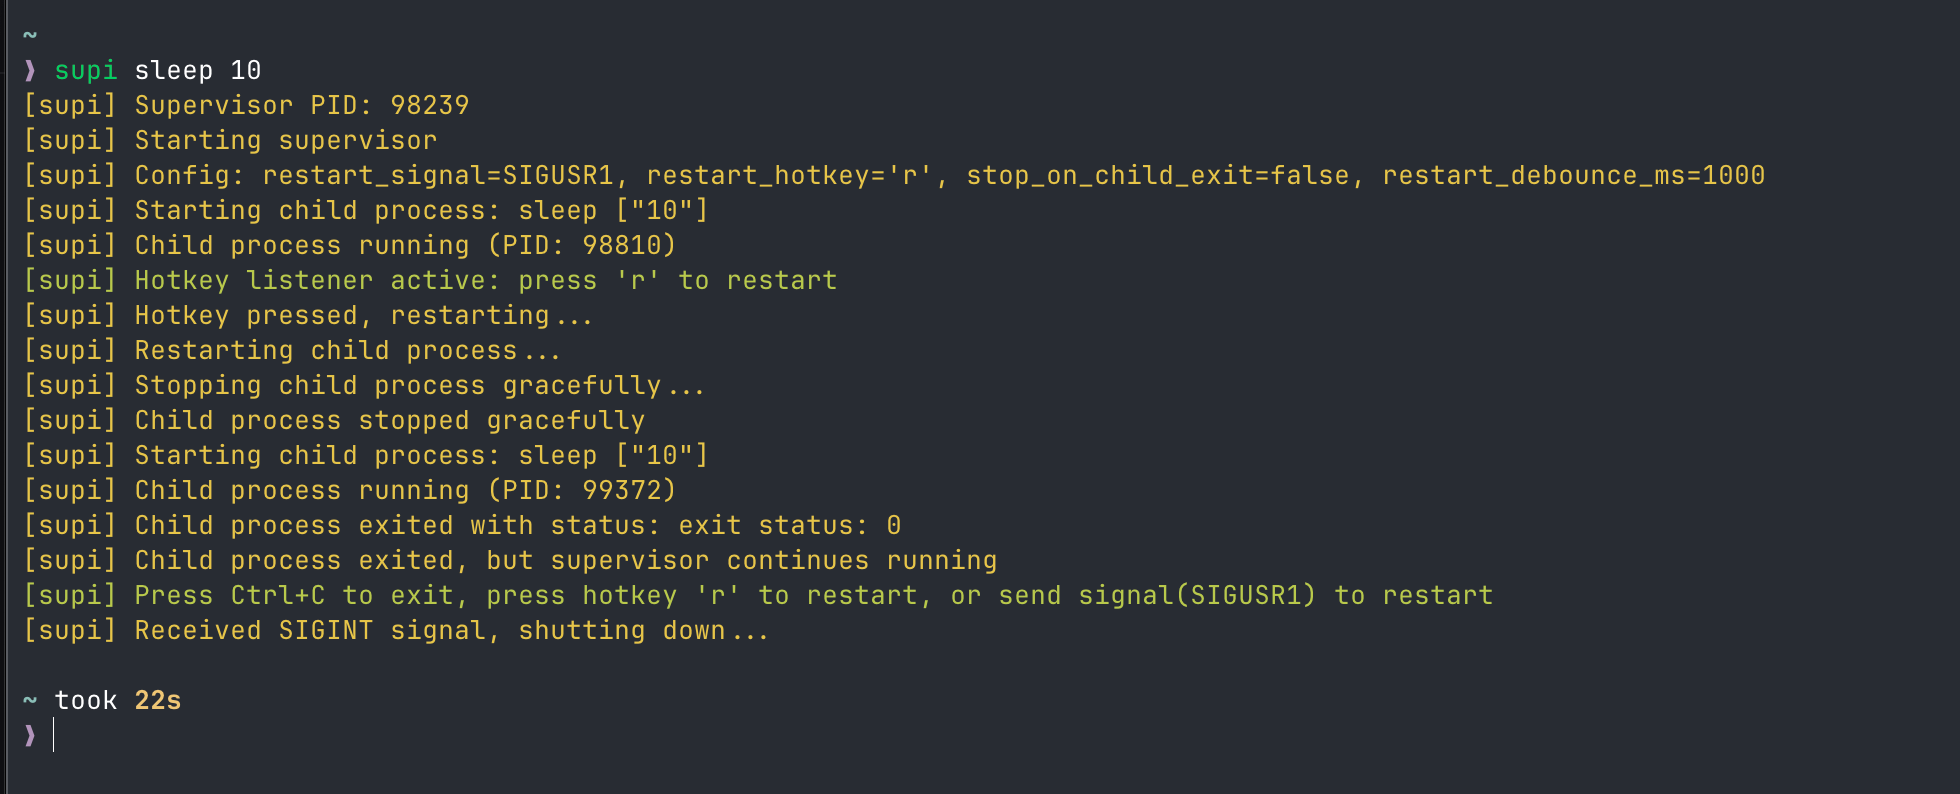 ~
❯ supi sleep 10
[supi] Supervisor PID: 98239
[supi] Starting supervisor
[supi] Config: restart_signal=SIGUSR1, restart_hotkey='r', stop_on_child_exit=false, restart_debounce_ms=1000
[supi] Starting child process: sleep ["10"]
[supi] Child process running (PID: 98810)
[supi] Hotkey listener active: press 'r' to restart
[supi] Hotkey pressed, restarting...
[supi] Restarting child process...
[supi] Stopping child process gracefully...
[supi] Child process stopped gracefully
[supi] Starting child process: sleep ["10"]
[supi] Child process running (PID: 99372)
[supi] Child process exited with status: exit status: 0
[supi] Child process exited, but supervisor continues running
[supi] Press Ctrl+C to exit, press hotkey 'r' to restart, or send signal(SIGUSR1) to restart
[supi] Received SIGINT signal, shutting down...
~ took 22s
❯